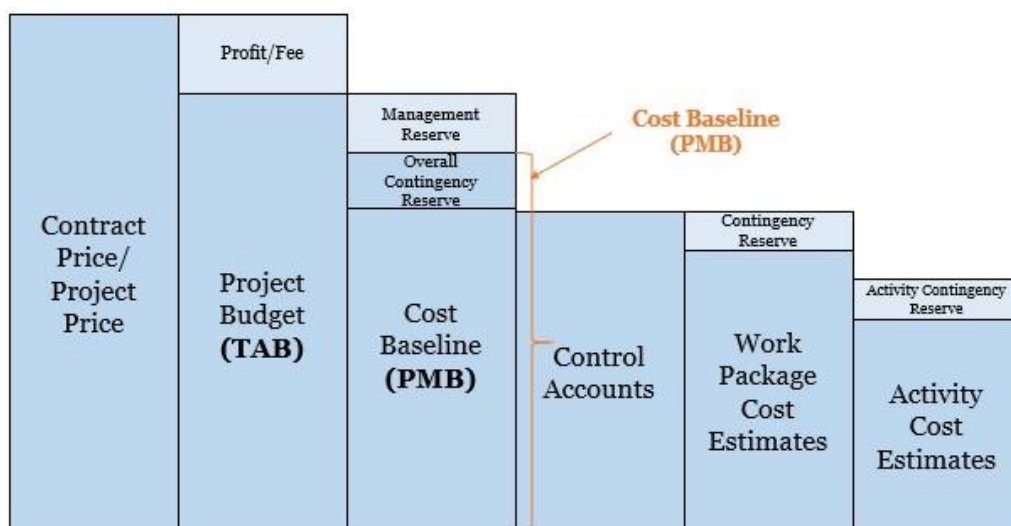 Contract
Price/
Project
Price
Profit/Fee
Project
Budget
(TAB)
Management
Reserve
Overall
Contingency
Reserve
Cost
Baseline
(PMB)
Cost Baseline
(PMB)
Control
Accounts
Contingency
Reserve
Work
Package
Cost
Estimates
Activity Contingency
Reserve
Activity
Cost
Estimates